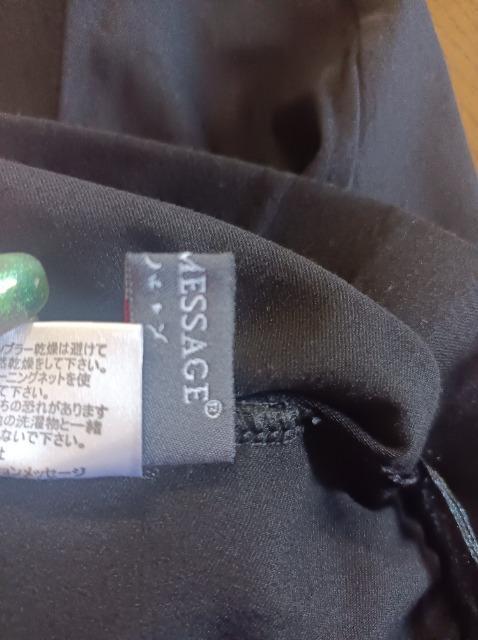 MESSAGE®
プラー乾燥は避けて
然乾燥をして下さい。
ーニングネットを使
て下さい。
ちの恐れがあります
の洗濯物と一緒
ないで下さい。
ションメッセージ